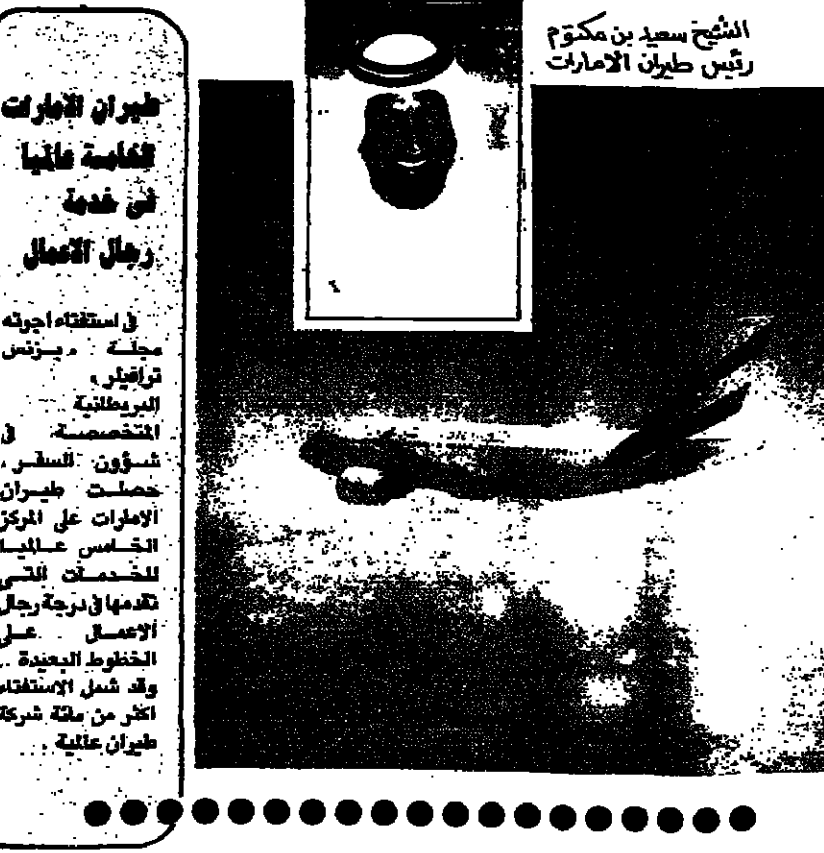 الشيخ سعيد بن مكتوم
رئيس طيران الامارات
طيران الامارات
الخامسة عالميا
في خدمة
رجال الاعمال
في استفتاء أجرته
مجلة « بزنس
ترافيلر »
البريطانية
المتخصصة في
شؤون السفر ،
حصلت طيران
الامارات على المركز
الخامس عالميا
للخدمات التي
تقدمها في درجة رجال
الاعمال على
الخطوط البعيدة ..
وقد شمل الاستفتاء
اكثر من مائة شركة
طيران عالمية .